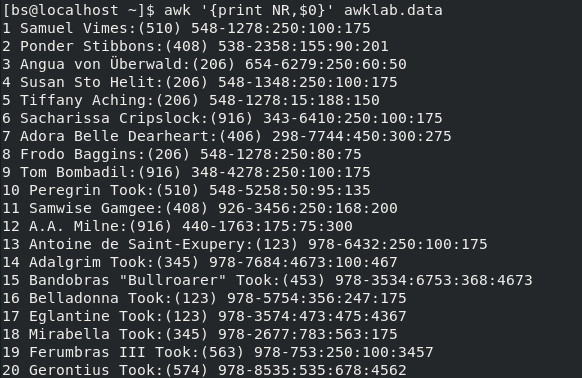 [bs@localhost ~]$ awk '{print NR,$0}' awklab.data
1 Samuel Vimes:(510) 548-1278:250:100:175
2 Ponder Stibbons:(408) 538-2358:155:90:201
3 Angua von Überwald:(206) 654-6279:250:60:50
4 Susan Sto Helit:(206) 548-1348:250:100:175
5 Tiffany Aching:(206) 548-1278:15:188:150
6 Sacharissa Cripslock:(916) 343-6410:250:100:175
7 Adora Belle Dearheart:(406) 298-7744:450:300:275
8 Frodo Baggins:(206) 548-1278:250:80:75
9 Tom Bombadil:(916) 348-4278:250:100:175
10 Peregrin Took:(510) 548-5258:50:95:135
11 Samwise Gamgee:(408) 926-3456:250:168:200
12 A.A. Milne:(916) 440-1763:175:75:300
13 Antoine de Saint-Exupery:(123) 978-6432:250:100:175
14 Adalgrim Took:(345) 978-7684:4673:100:467
15 Bandobras "Bullroarer" Took:(453) 978-3534:6753:368:4673
16 Belladonna Took:(123) 978-5754:356:247:175
17 Eglantine Took:(123) 978-3574:473:475:4367
18 Mirabella Took:(345) 978-2677:783:563:175
19 Ferumbras III Took:(563) 978-753:250:100:3457
20 Gerontius Took:(574) 978-8535:535:678:4562